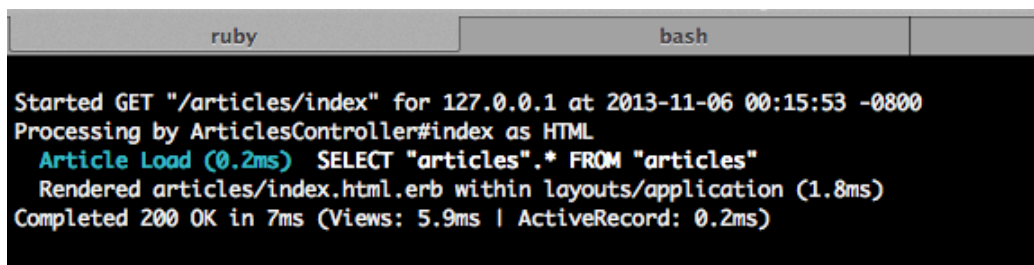 ruby bash
Started GET "/articles/index" for 127.0.0.1 at 2013-11-06 00:15:53 -0800
Processing by ArticlesController#index as HTML
Article Load (0.2ms) SELECT "articles".* FROM "articles"
Rendered articles/index.html.erb within layouts/application (1.8ms)
Completed 200 OK in 7ms (Views: 5.9ms | ActiveRecord: 0.2ms)